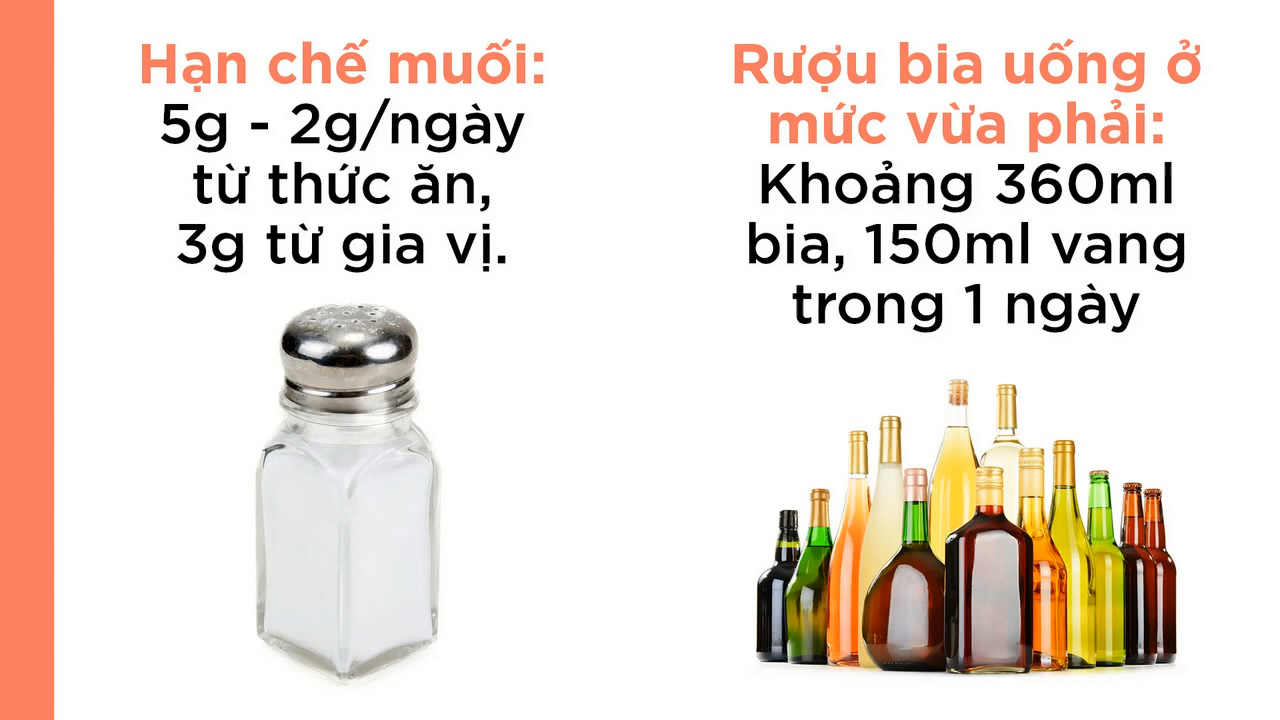 Hạn chế muối:
5g - 2g/ngày
từ thức ăn,
3g từ gia vị.
Rượu bia uống ở
mức vừa phải:
Khoảng 360ml
bia, 150ml vang
trong 1 ngày